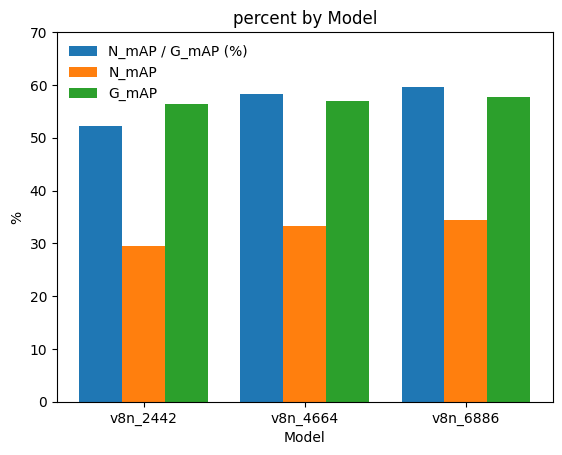 percent by Model
70
60
50
40
30
20
10
0
%
N_mAP / G_mAP (%)
N_mAP
G_mAP
v8n_2442 v8n_4664 v8n_6886
Model